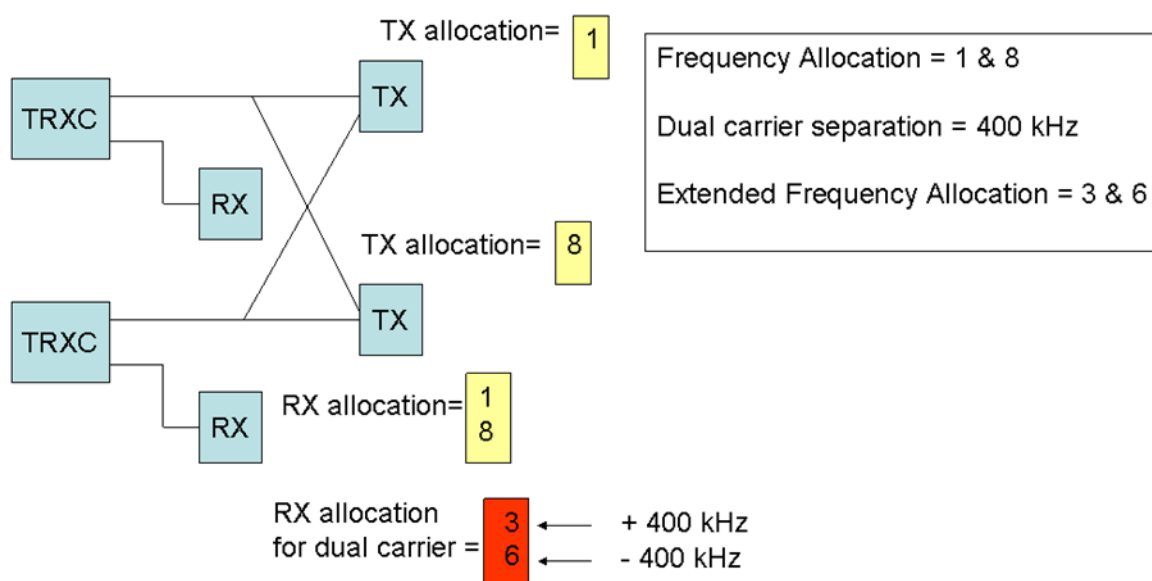 TX allocation= 1
TRXC
TX
RX
Frequency Allocation = 1 & 8
Dual carrier separation = 400 kHz
Extended Frequency Allocation = 3 & 6
TX allocation= 8
TRXC
TX
RX
RX allocation= 1
8
RX allocation
for dual carrier =
3 + 400 kHz
6 - 400 kHz